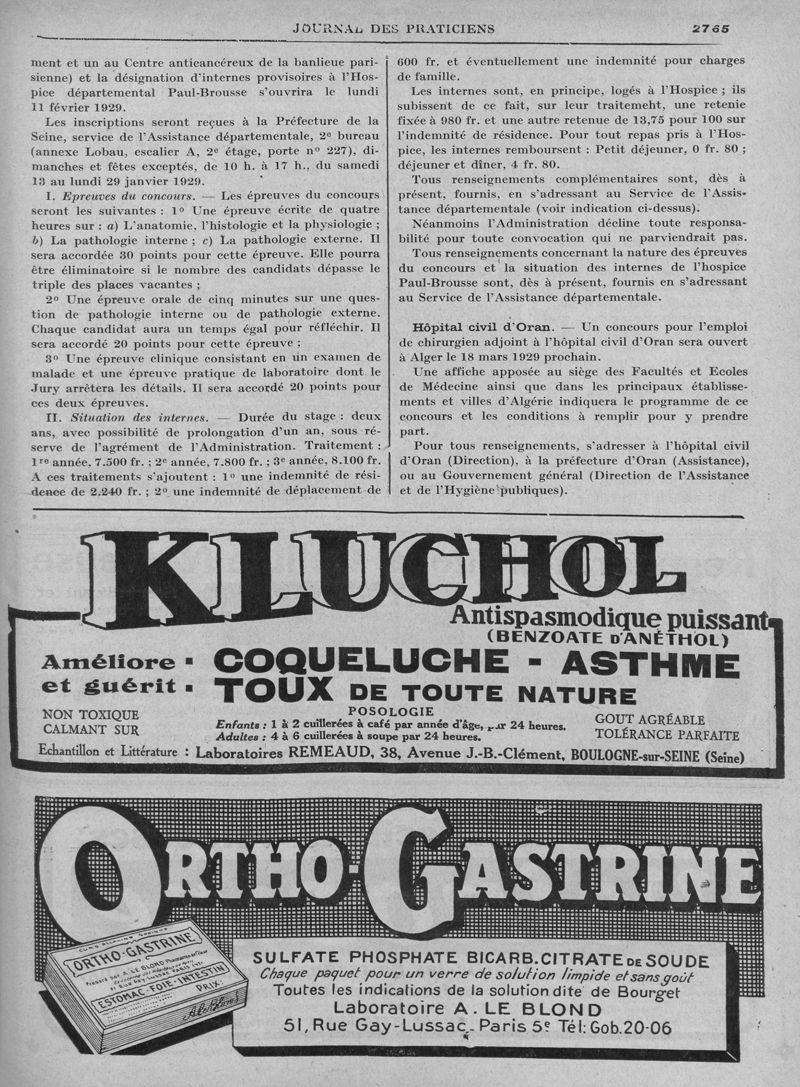 JOURNAL DES PRATICIENS 2765
ment et un au Centre anticancéreux de la banlieue pari-
sienne) et la désignation d'internes provisoires à l'Hos-
pice départemental Paul-Brousse s'ouvrira le lundi
11 février 1929.
Les inscriptions seront reçues à la Préfecture de la
Seine, service de l'Assistance départementale, 2e bureau
(annexe Lobau, escalier A, 2e étage, porte no 227), di-
manches et fêtes exceptés, de 10 h. à 17 h., du samedi
13 au lundi 29 janvier 1929.
I. Epreuves du concours. — Les épreuves du concours
seront les suivantes : 1o Une épreuve écrite de quatre
heures sur : a) L'anatomie, l'histologie et la physiologie ;
b) La pathologie interne ; c) La pathologie externe. Il
sera accordée 30 points pour cette épreuve. Elle pourra
être éliminatoire si le nombre des candidats dépasse le
triple des places vacantes ;
2o Une épreuve orale de cinq minutes sur une ques-
tion de pathologie interne ou de pathologie externe.
Chaque candidat aura un temps égal pour réfléchir. Il
sera accordé 20 points pour cette épreuve ;
3o Une épreuve clinique consistant en un examen de
malade et une épreuve pratique de laboratoire dont le
Jury arrêtera les détails. Il sera accordé 20 points pour
ces deux épreuves.
II. Situation des internes. — Durée du stage : deux
ans, avec possibilité de prolongation d'un an, sous ré-
serve de l'agrément de l'Administration. Traitement :
1re année, 7.500 fr. ; 2e année, 7.800 fr. ; 3e année, 8.100 fr.
A ces traitements s'ajoutent : 1o une indemnité de rési-
dence de 2.240 fr. ; 2o une indemnité de déplacement de
600 fr. et éventuellement une indemnité pour charges
de famille.
Les internes sont, en principe, logés à l'Hospice ; ils
subissent de ce fait, sur leur traitemeht, une retenie
fixée à 980 fr. et une autre retenue de 13,75 pour 100 sur
l'indemnité de résidence. Pour tout repas pris à l'Hos-
pice, les internes remboursent : Petit déjeuner, 0 fr. 80 ;
déjeuner et dîner, 4 fr. 80.
Tous renseignements complémentaires sont, dès à
présent, fournis, en s'adressant au Service de l'Assis-
tance départementale (voir indication ci-dessus).
Néanmoins l'Administration décline toute responsa-
bilité pour toute convocation qui ne parviendrait pas.
Tous renseignements concernant la nature des épreuves
du concours et la situation des internes de l'hospice
Paul-Brousse sont, dès à présent, fournis en s'adressant
au Service de l'Assistance départementale.
Hôpital civil d'Oran. — Un concours pour l'emploi
de chirurgien adjoint à l'hôpital civil d'Oran sera ouvert
à Alger le 18 mars 1929 prochain.
Une affiche apposée au siège des Facultés et Ecoles
de Médecine ainsi que dans les principaux établisse-
ments et villes d'Algérie indiquera le programme de ce
concours et les conditions à remplir pour y prendre
part.
Pour tous renseignements, s'adresser à l'hôpital civil
d'Oran (Direction), à la préfecture d'Oran (Assistance),
ou au Gouvernement général (Direction de l'Assistance
et de l'Hygiène publiques).
KLUCHOL
Antispasmodique puissant
(BENZOATE D'ANÉTHOL)
Améliore : COQUELUCHE - ASTHME
et guérit : TOUX DE TOUTE NATURE
NON TOXIQUE
CALMANT SUR
POSOLOGIE
Enfants : 1 à 2 cuillerées à café par année d'âge, par 24 heures.
Adultes : 4 à 6 cuillerées à soupe par 24 heures.
GOUT AGRÉABLE
TOLÉRANCE PARFAITE
Echantillon et Littérature : Laboratoires REMEAUD, 38, Avenue J.-B.-Clément, BOULOGNE-sur-SEINE (Seine)
ORTHO-GASTRINE
ORTHO-GASTRINE
Préparé par A. LE BLOND
51 Rue Gay-Lussac PARIS
ESTOMAC-FOIE-INTESTIN
PRIX:
A. Le Blond
SULFATE PHOSPHATE BICARB. CITRATE DE SOUDE
Chaque paquet pour un verre de solution limpide et sans goût
Toutes les indications de la solution dite de Bourget
Laboratoire A. LE BLOND
51, Rue Gay-Lussac_ Paris 5e Tél: Gob. 20-06